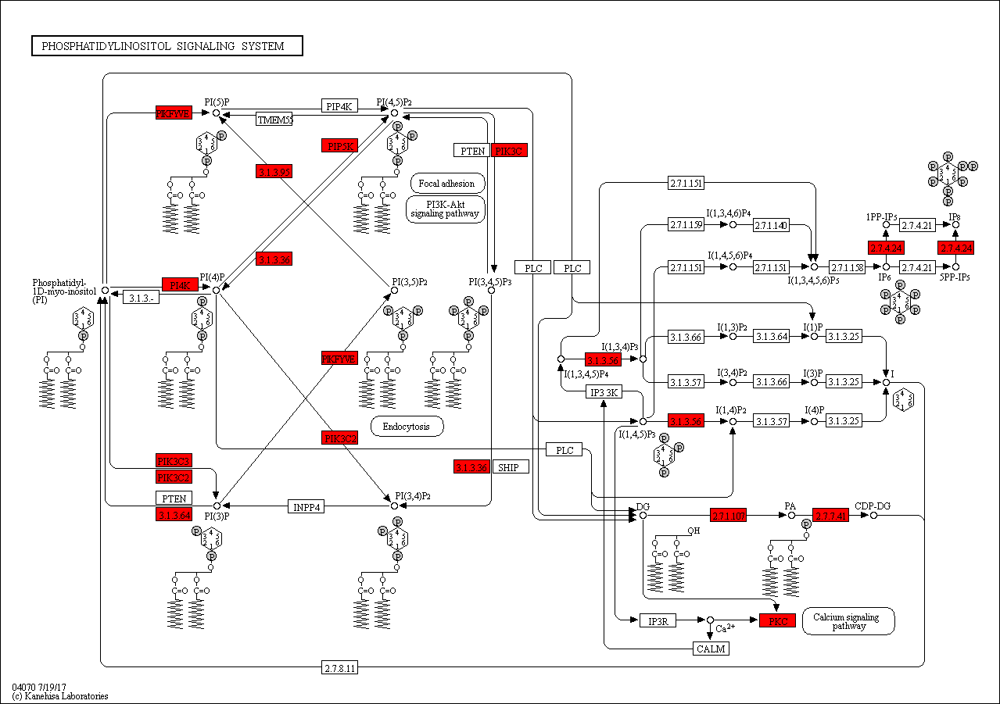 PHOSPHATIDYLINOSITOL SIGNALING SYSTEM
PI(5)P
PIP4K
PI(4,5)P2
PIKFYVE
TMEM55
PIP5K
PTEN
PIK3C
3.1.3.95
Focal adhesion
PI3K-Akt
signaling pathway
3.1.3.36
2.7.1.151
I(1,3,4,6)P4
2.7.1.159
2.7.1.140
1PP-IP5
2.7.4.21
IP8
2.7.4.24
2.7.4.24
I(1,4,5,6)P4
2.7.1.151
2.7.1.151
2.7.1.158
2.7.4.21
I(1,3,4,5,6)P5
IP6
5PP-IP5
PLC
PLC
Phosphatidyl-
1D-myo-inositol
(PI)
PI4K
PI(4)P
3.1.3.-
PI(3,5)P2
PI(3,4,5)P3
I(1,3)P2
I(1)P
3.1.3.66
3.1.3.64
3.1.3.25
I(1,3,4)P3
3.1.3.56
I(1,3,4,5)P4
I(3,4)P2
I(3)P
I
3.1.3.57
3.1.3.66
3.1.3.25
IP3 3K
I(1,4)P2
I(4)P
3.1.3.56
3.1.3.57
3.1.3.25
I(1,4,5)P3
PIKFYVE
Endocytosis
PIK3C2
PLC
PIK3C3
PIK3C2
PTEN
3.1.3.64
3.1.3.36
SHIP
PI(3)P
INPP4
PI(3,4)P2
DG
2.7.1.107
PA
2.7.7.41
CDP-DG
OH
IP3R
Ca2+
PKC
Calcium signaling
pathway
CALM
2.7.8.11
04070 7/19/17
(c) Kanehisa Laboratories